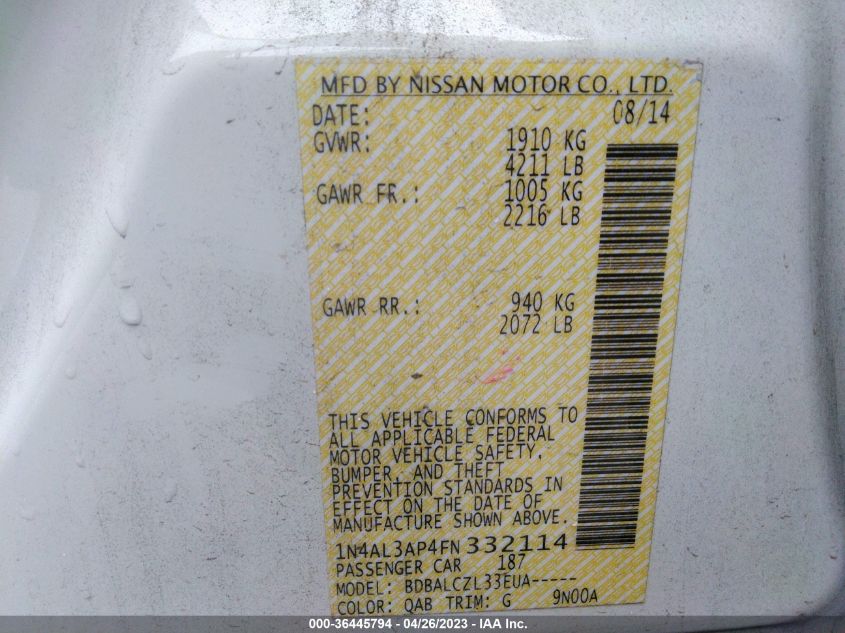 MFD BY NISSAN MOTOR CO., LTD.
DATE: 08/14
GVWR: 1910 KG
4211 LB
GAWR FR.: 1005 KG
2216 LB
GAWR RR.: 940 KG
2072 LB
THIS VEHICLE CONFORMS TO
ALL APPLICABLE FEDERAL
MOTOR VEHICLE SAFETY,
BUMPER, AND THEFT
PREVENTION STANDARDS IN
EFFECT ON THE DATE OF
MANUFACTURE SHOWN ABOVE.
1N4AL3AP4FN332114
PASSENGER CAR 187
MODEL: BDBALCZL33EUA-----
COLOR: QAB TRIM: G 9N00A
000-36445794 - 04/26/2023 - IAA Inc.